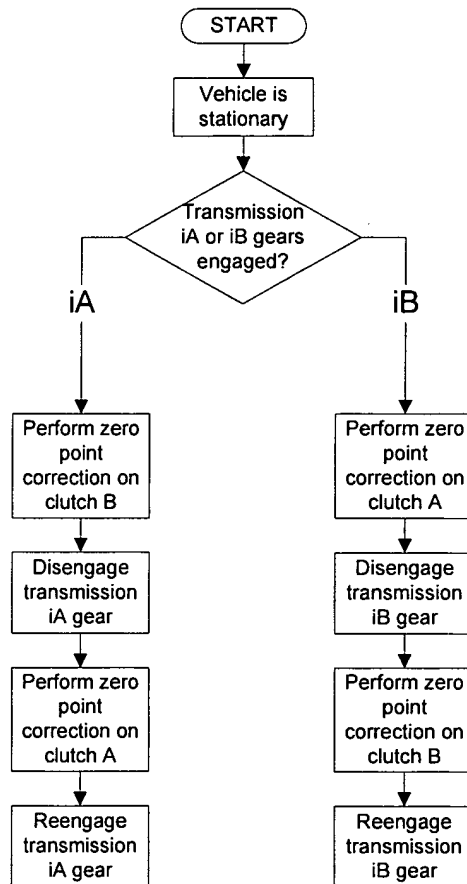 START
Vehicle is
stationary
Transmission
iA or iB gears
engaged?
iA
iB
Perform zero
point
correction on
clutch B
Disengage
transmission
iA gear
Perform zero
point
correction on
clutch A
Reengage
transmission
iA gear
Perform zero
point
correction on
clutch A
Disengage
transmission
iB gear
Perform zero
point
correction on
clutch B
Reengage
transmission
iB gear